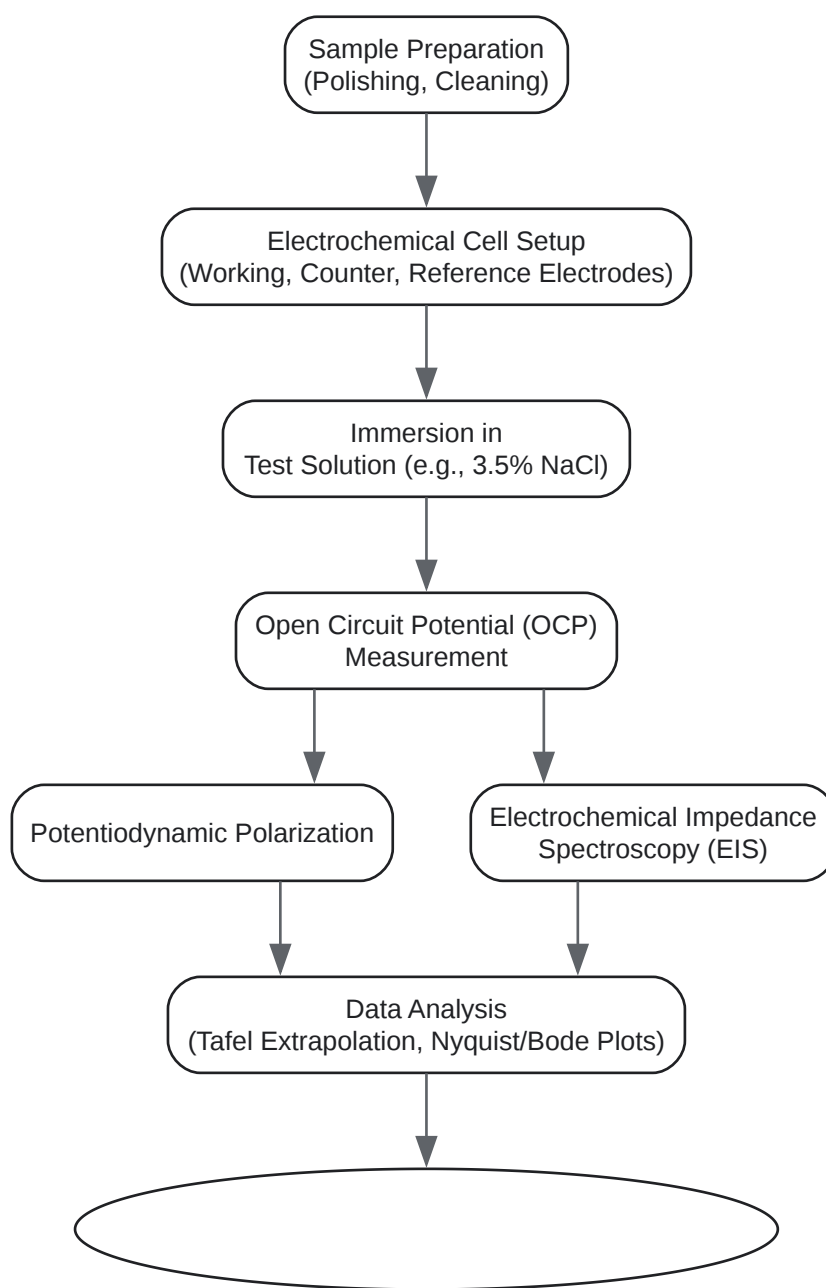 Sample Preparation
(Polishing, Cleaning)
Electrochemical Cell Setup
(Working, Counter, Reference Electrodes)
Immersion in
Test Solution (e.g., 3.5% NaCl)
Open Circuit Potential (OCP)
Measurement
Potentiodynamic Polarization
Electrochemical Impedance
Spectroscopy (EIS)
Data Analysis
(Tafel Extrapolation, Nyquist/Bode Plots)